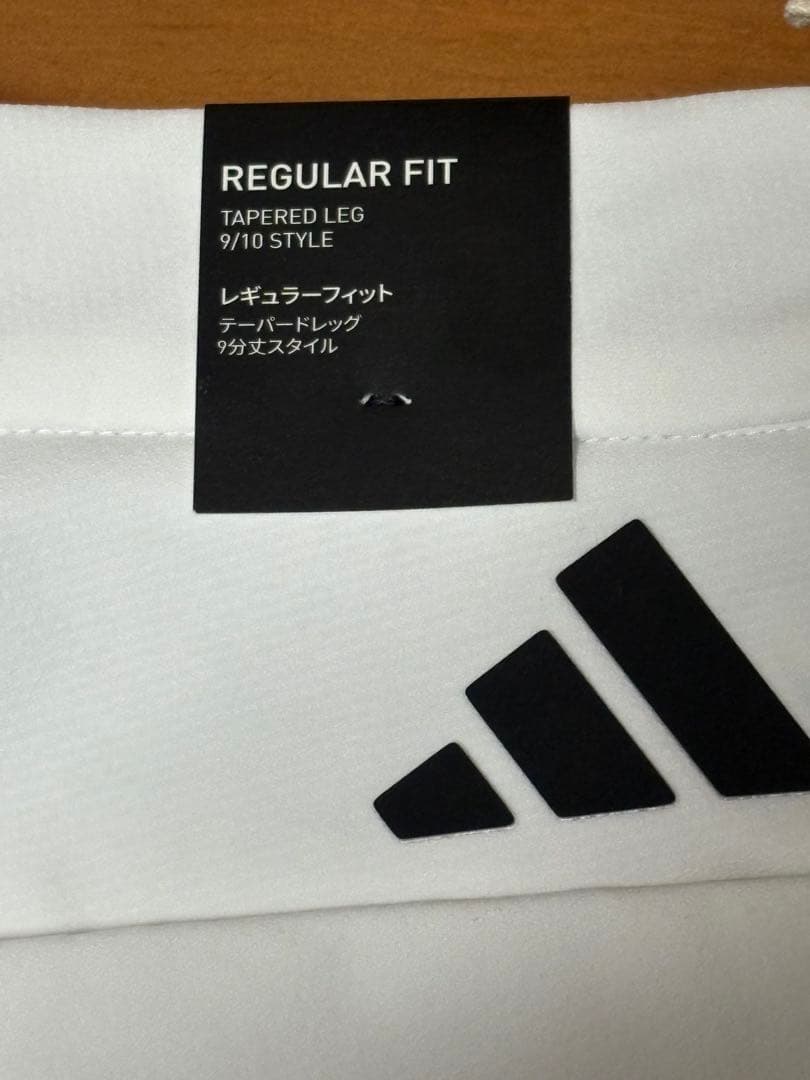 REGULAR FIT
TAPERED LEG
9/10 STYLE
レギュラーフィット
テーパードレッグ
9分丈スタイル